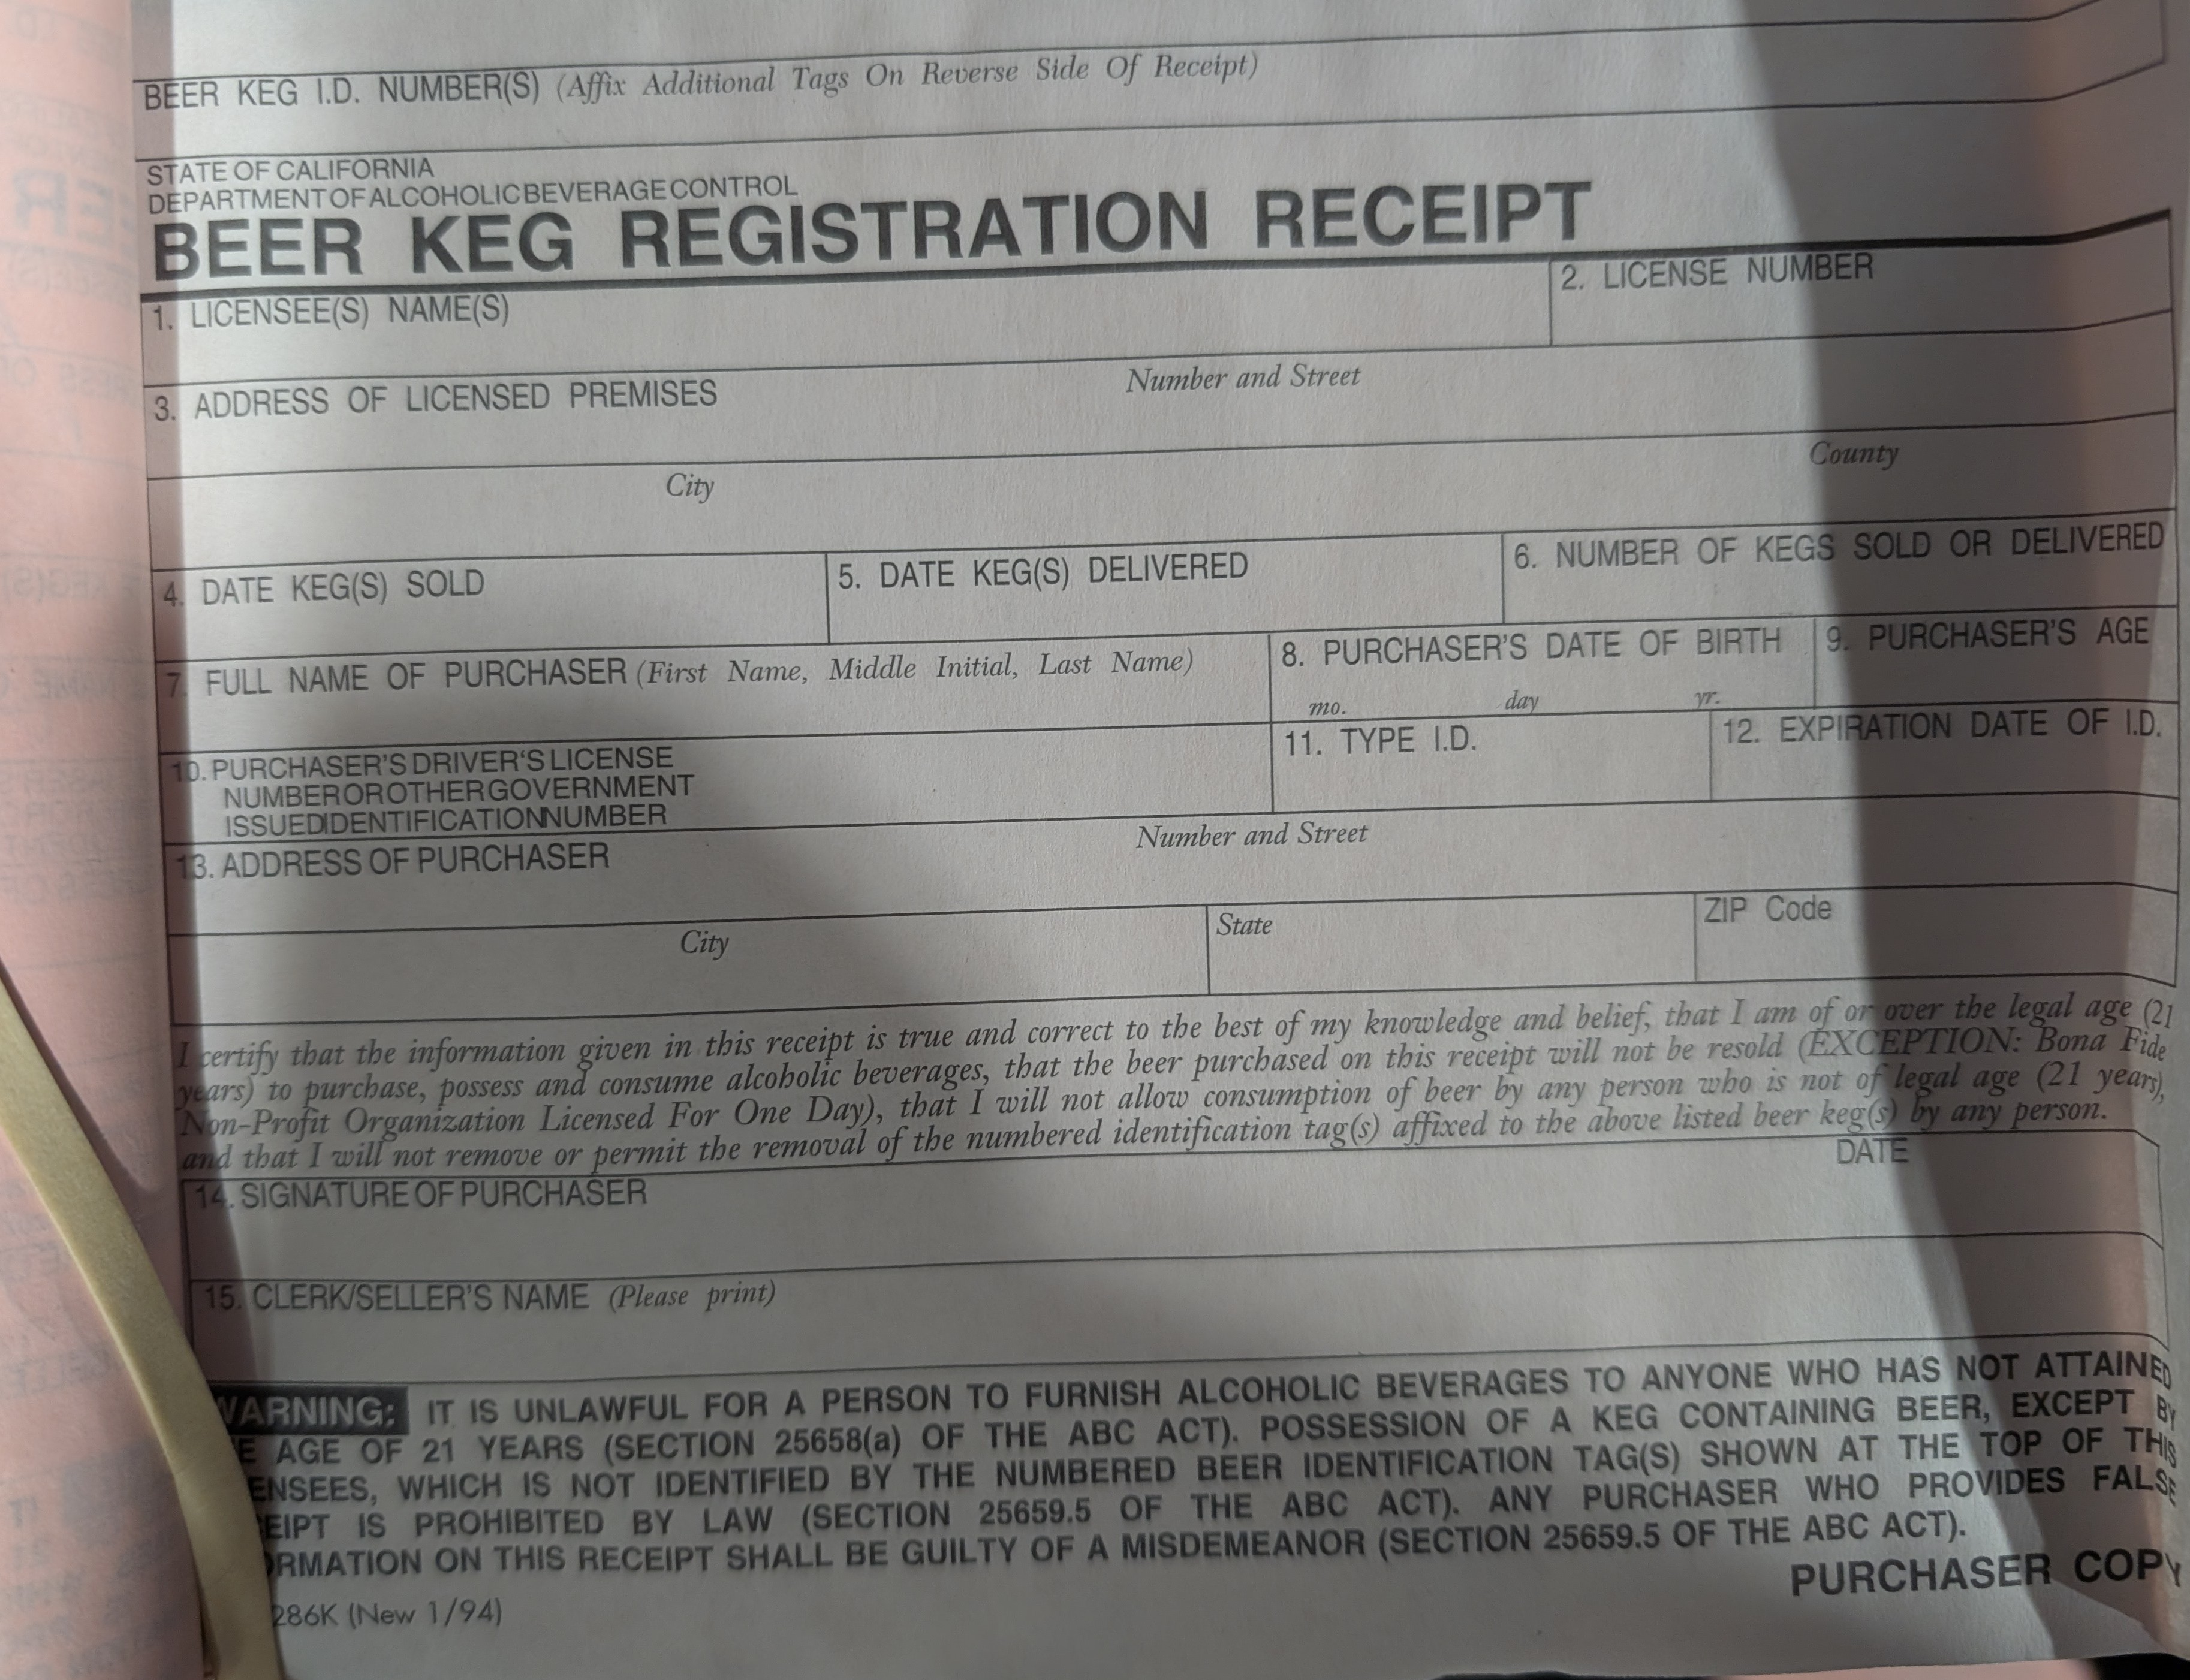 BEER KEG I.D. NUMBER(S) (Affix Additional Tags On Reverse Side Of Receipt)
STATE OF CALIFORNIA
DEPARTMENT OF ALCOHOLIC BEVERAGE CONTROL
BEER KEG REGISTRATION RECEIPT
1. LICENSEE(S) NAME(S)
2. LICENSE NUMBER
3. ADDRESS OF LICENSED PREMISES
Number and Street
City
County
4. DATE KEG(S) SOLD
5. DATE KEG(S) DELIVERED
6. NUMBER OF KEGS SOLD OR DELIVERED
7. FULL NAME OF PURCHASER (First Name, Middle Initial, Last Name)
8. PURCHASER'S DATE OF BIRTH
mo. day yr.
9. PURCHASER'S AGE
10. PURCHASER'S DRIVER'S LICENSE
NUMBER OR OTHER GOVERNMENT
ISSUED IDENTIFICATION NUMBER
11. TYPE I.D.
12. EXPIRATION DATE OF I.D.
13. ADDRESS OF PURCHASER
Number and Street
City
State
ZIP Code
I certify that the information given in this receipt is true and correct to the best of my knowledge and belief, that I am of or over the legal age (21
years) to purchase, possess and consume alcoholic beverages, that the beer purchased on this receipt will not be resold (EXCEPTION: Bona Fide
Non-Profit Organization Licensed For One Day), that I will not allow consumption of beer by any person who is not of legal age (21 years),
and that I will not remove or permit the removal of the numbered identification tag(s) affixed to the above listed beer keg(s) by any person.
14. SIGNATURE OF PURCHASER
DATE
15. CLERK/SELLER'S NAME (Please print)
WARNING: IT IS UNLAWFUL FOR A PERSON TO FURNISH ALCOHOLIC BEVERAGES TO ANYONE WHO HAS NOT ATTAINED
E AGE OF 21 YEARS (SECTION 25658(a) OF THE ABC ACT). POSSESSION OF A KEG CONTAINING BEER, EXCEPT BY
ENSEES, WHICH IS NOT IDENTIFIED BY THE NUMBERED BEER IDENTIFICATION TAG(S) SHOWN AT THE TOP OF THIS
EIPT IS PROHIBITED BY LAW (SECTION 25659.5 OF THE ABC ACT). ANY PURCHASER WHO PROVIDES FALSE
ORMATION ON THIS RECEIPT SHALL BE GUILTY OF A MISDEMEANOR (SECTION 25659.5 OF THE ABC ACT).
PURCHASER COPY
286K (New 1/94)